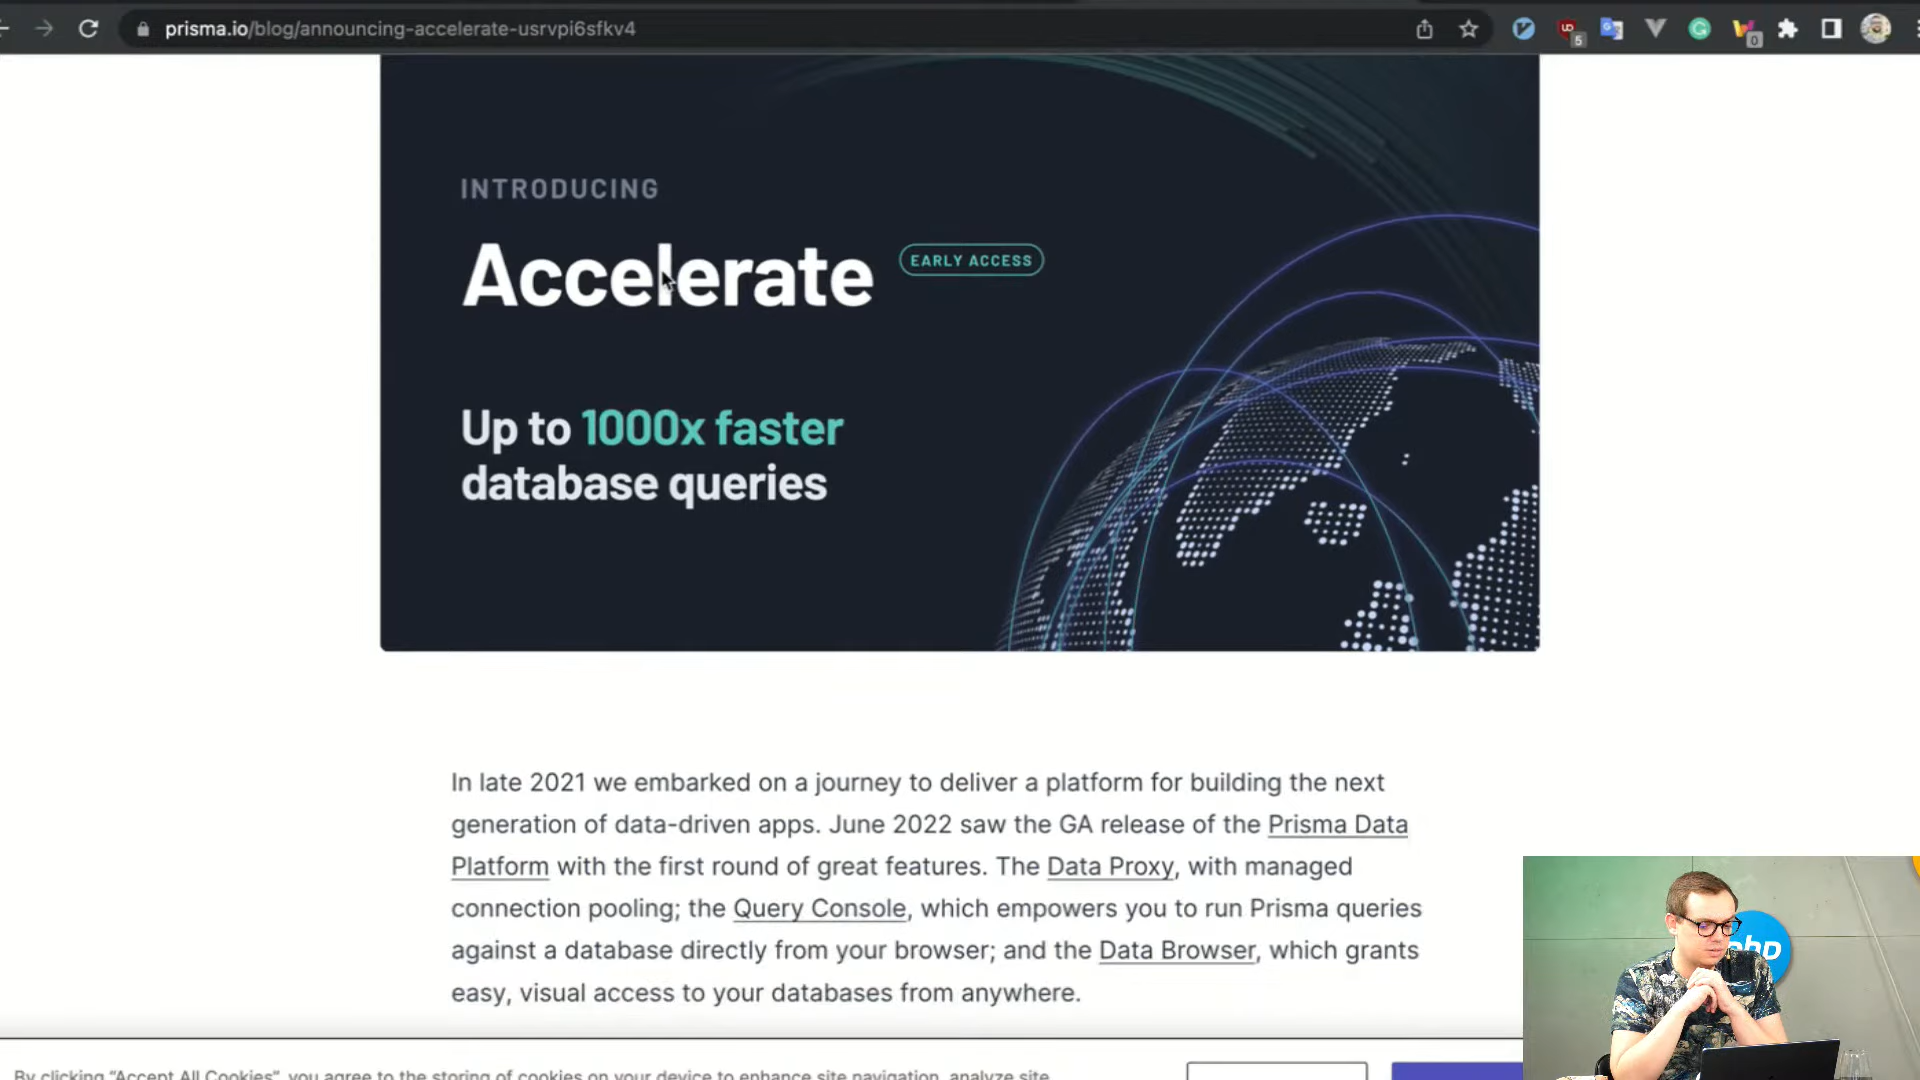 prisma.io/blog/announcing-accelerate-usrvpi6sfkv4
5
0
INTRODUCING
Accelerate
EARLY ACCESS
Up to 1000x faster
database queries
In late 2021 we embarked on a journey to deliver a platform for building the next
generation of data-driven apps. June 2022 saw the GA release of the Prisma Data
Platform with the first round of great features. The Data Proxy, with managed
connection pooling; the Query Console, which empowers you to run Prisma queries
against a database directly from your browser; and the Data Browser, which grants
easy, visual access to your databases from anywhere.
php
By clicking “Accept All Cookies”, you agree to the storing of cookies on your device to enhance site navigation, analyze site